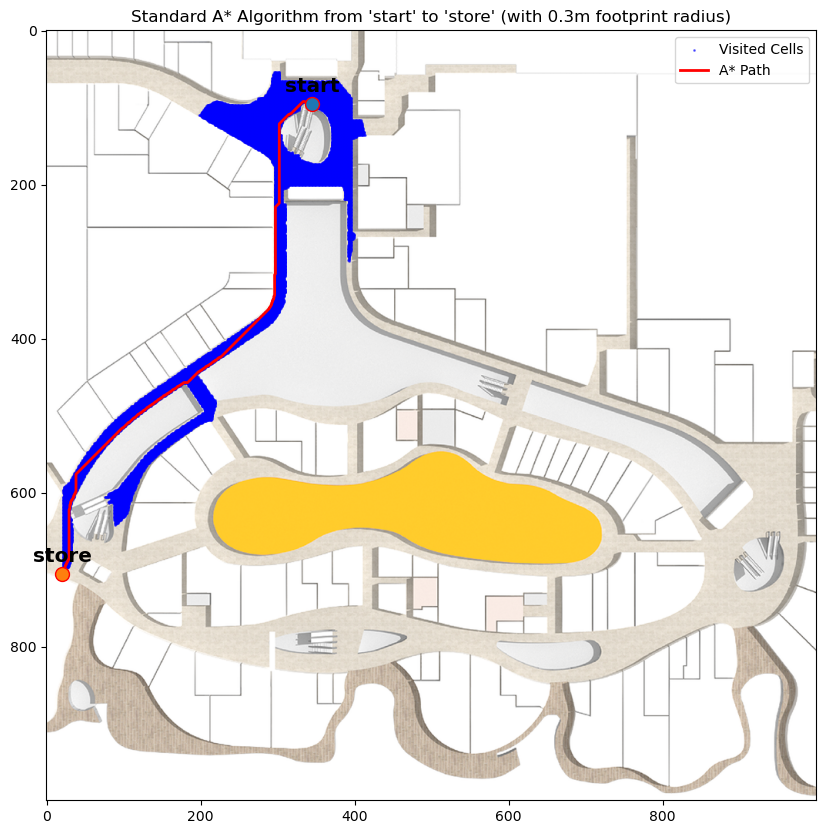 Standard A* Algorithm from 'start' to 'store' (with 0.3m footprint radius)
Visited Cells
A* Path
start
store
0
200
400
600
800
0
200
400
600
800